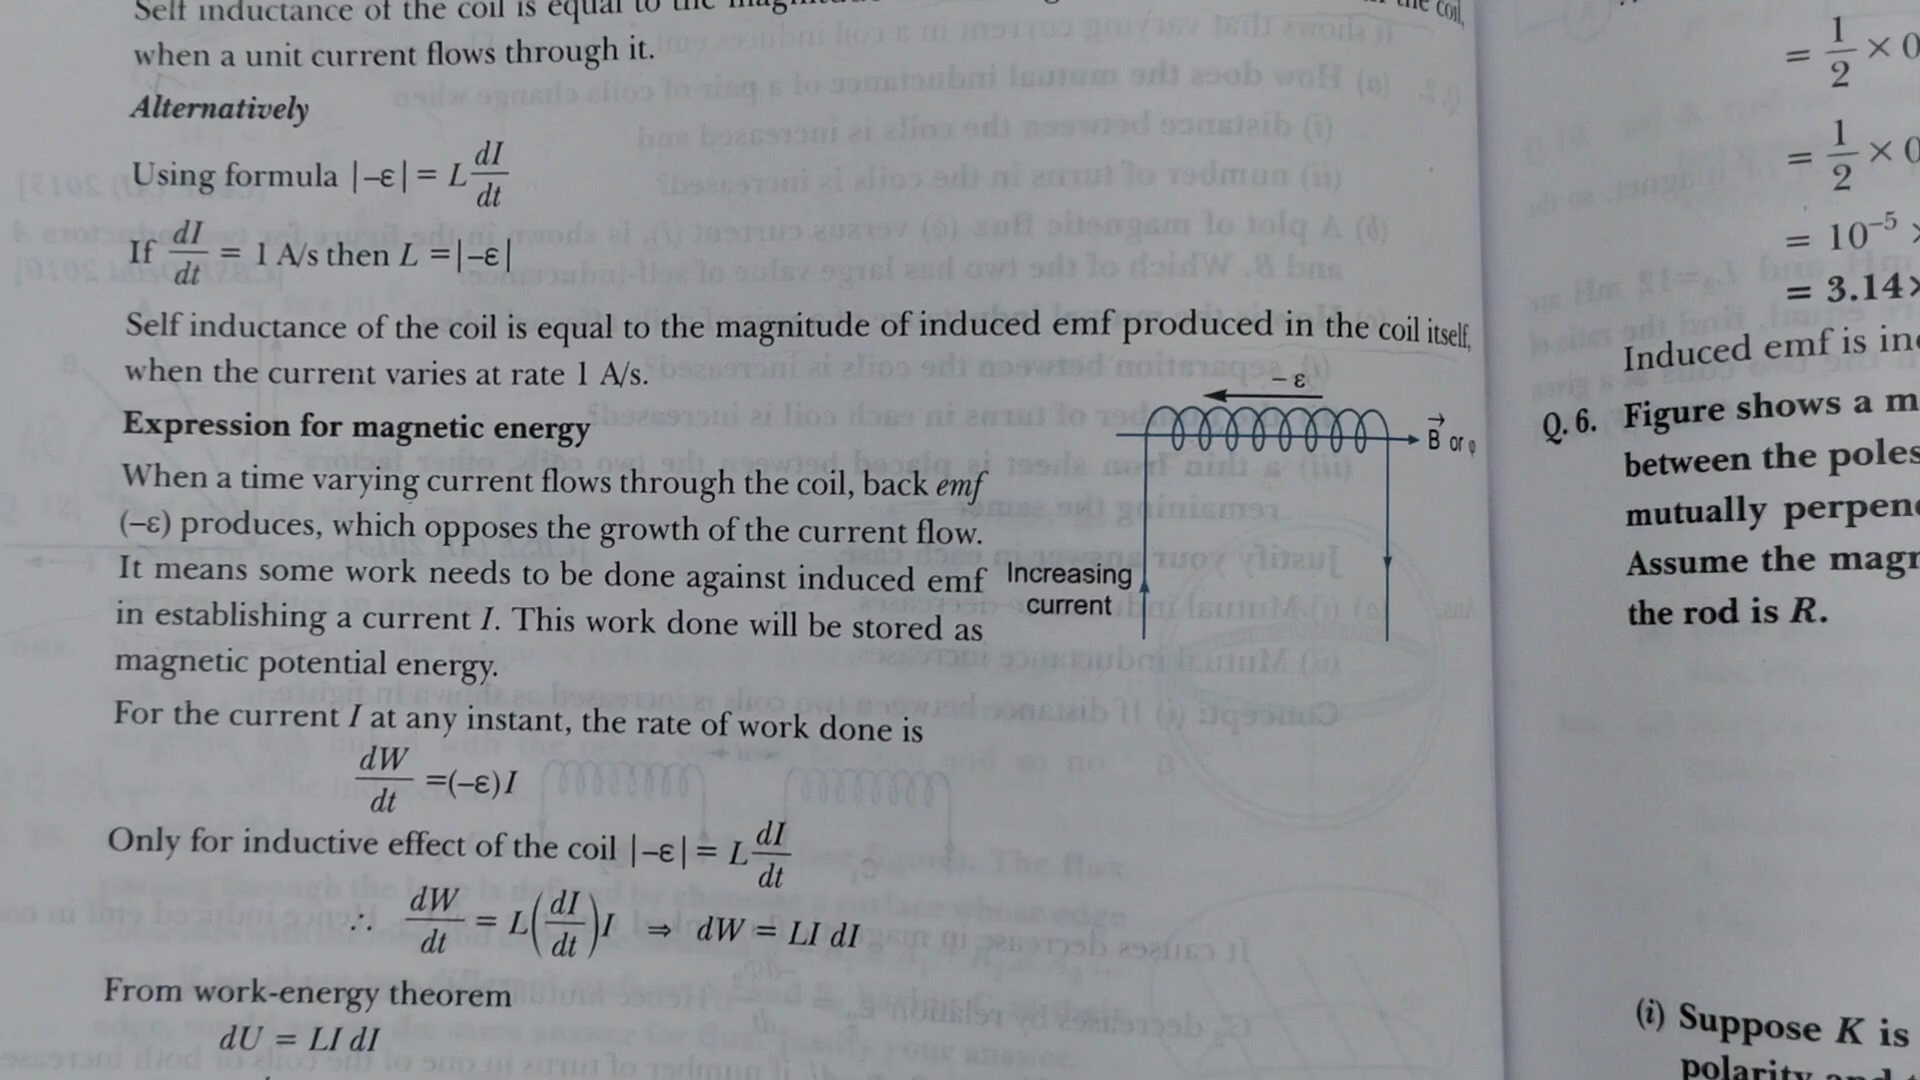 Self inductance of the coil is equal to the
when a unit current flows through it.
Alternatively
Using formula |−ε| = L dI/dt
If dI/dt = 1 A/s then L = |−ε|
Self inductance of the coil is equal to the magnitude of induced emf produced in the coil itself,
when the current varies at rate 1 A/s.
Expression for magnetic energy
When a time varying current flows through the coil, back emf
(−ε) produces, which opposes the growth of the current flow.
It means some work needs to be done against induced emf
in establishing a current I. This work done will be stored as
magnetic potential energy.
−ε
B⃗ or
Increasing
current
For the current I at any instant, the rate of work done is
dW/dt =(−ε)I
Only for inductive effect of the coil |−ε| = L dI/dt
∴ dW/dt = L(dI/dt)I ⇒ dW = LI dI
From work-energy theorem
dU = LI dI
= 1/2 × 0
= 1/2 × 0
= 10⁻⁵ ×
= 3.14×
Induced emf is
Q. 6. Figure shows a
between the poles
mutually
Assume the
the rod is R.
(i) Suppose K is
polarity